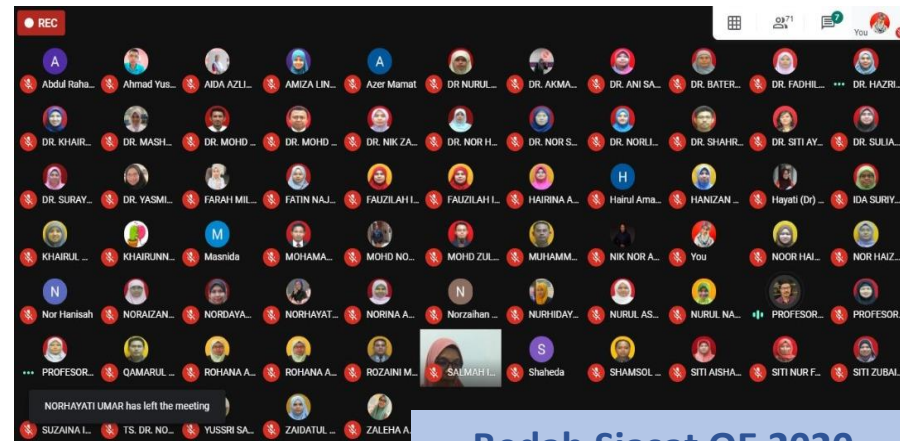 REC
71
7
You
A
A
Abdul Raha...
Ahmad Yus...
AIDA AZLI...
AMIZA LIN...
Azer Mamat
DR NURUL...
DR. AKMA...
DR. ANI SA...
DR. BATER...
DR. FADHIL...
DR. HAZRI...
DR. KHAIR...
DR. MASH...
DR. MOHD ...
DR. MOHD ...
DR. NIK ZA...
DR. NOR H...
DR. NOR S...
DR. NORLI...
DR. SHAHR...
DR. SITI AY...
DR. SULIA...
H
DR. SURAY...
DR. YASMI...
FARAH MIL...
FATIN NAJ...
FAUZILAH I...
FAUZILAH I...
HAIRINA A...
Hairul Ama...
HANIZAN ...
Hayati (Dr) ...
IDA SURIY...
M
KHAIRUL ...
KHAIRUNN...
Masnida
MOHAMA...
MOHD NO...
MOHD ZUL...
MUHAMM...
NIK NOR A...
You
NOOR HAI...
NOR HAIZ...
N
N
Nor Hanisah
NORAIZAN...
NORDAYA...
NORHAYAT...
NORINA A...
Norzaihan ...
NURHIDAY...
NURUL AS...
NURUL NA...
PROFESOR...
PROFESOR...
S
PROFESOR...
QAMARUL ...
ROHANA A...
ROHANA A...
ROZAINI M...
SALMAH I...
Shaheda
SHAMSOL ...
SITI AISHA...
SITI NUR F...
SITI ZUBAI...
NORHAYATI UMAR has left the meeting
SUZAINA I...
TS. DR. NO...
YUSSRI SA...
ZAIDATUL ...
ZALEHA A...